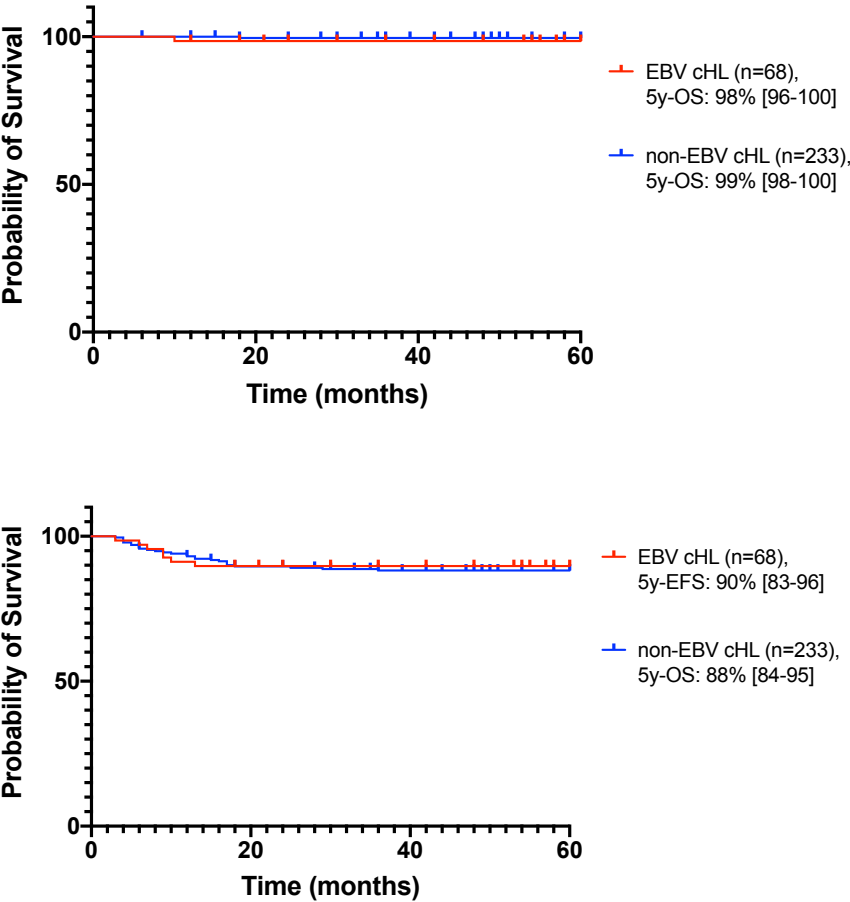 Probability of Survival
100
50
0
0 20 40 60
Time (months)
EBV cHL (n=68),
5y-OS: 98% [96-100]
non-EBV cHL (n=233),
5y-OS: 99% [98-100]
Probability of Survival
100
50
0
0 20 40 60
Time (months)
EBV cHL (n=68),
5y-EFS: 90% [83-96]
non-EBV cHL (n=233),
5y-OS: 88% [84-95]